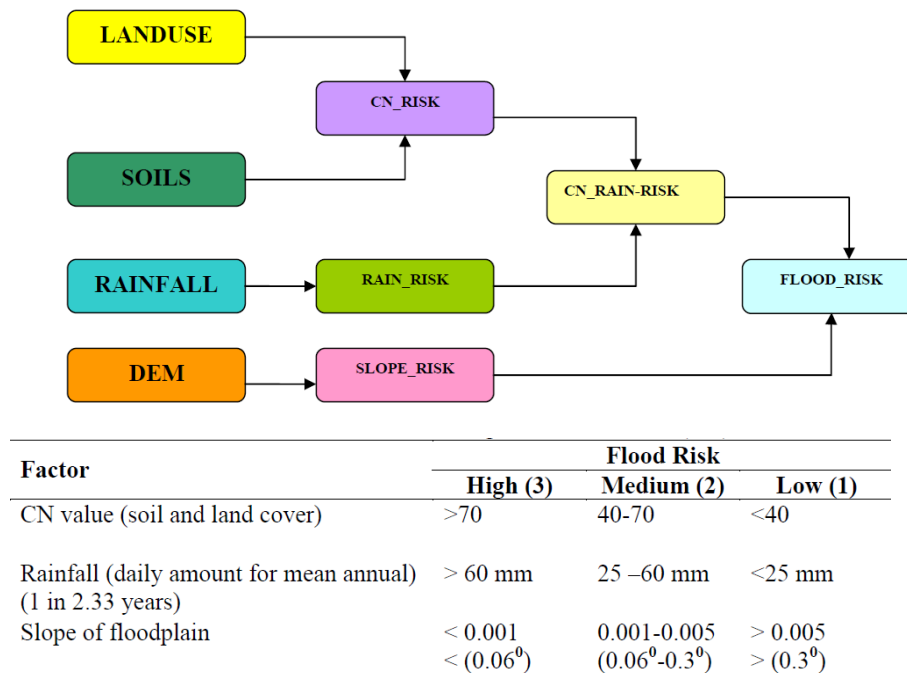 LANDUSE
CN_RISK
SOILS
CN_RAIN-RISK
RAINFALL
RAIN_RISK
FLOOD_RISK
DEM
SLOPE_RISK
Factor
Flood Risk
High (3) Medium (2) Low (1)
CN value (soil and land cover) >70 40-70 <40
Rainfall (daily amount for mean annual) > 60 mm 25 –60 mm <25 mm
(1 in 2.33 years)
Slope of floodplain < 0.001 0.001-0.005 > 0.005
< (0.06⁰) (0.06⁰-0.3⁰) > (0.3⁰)